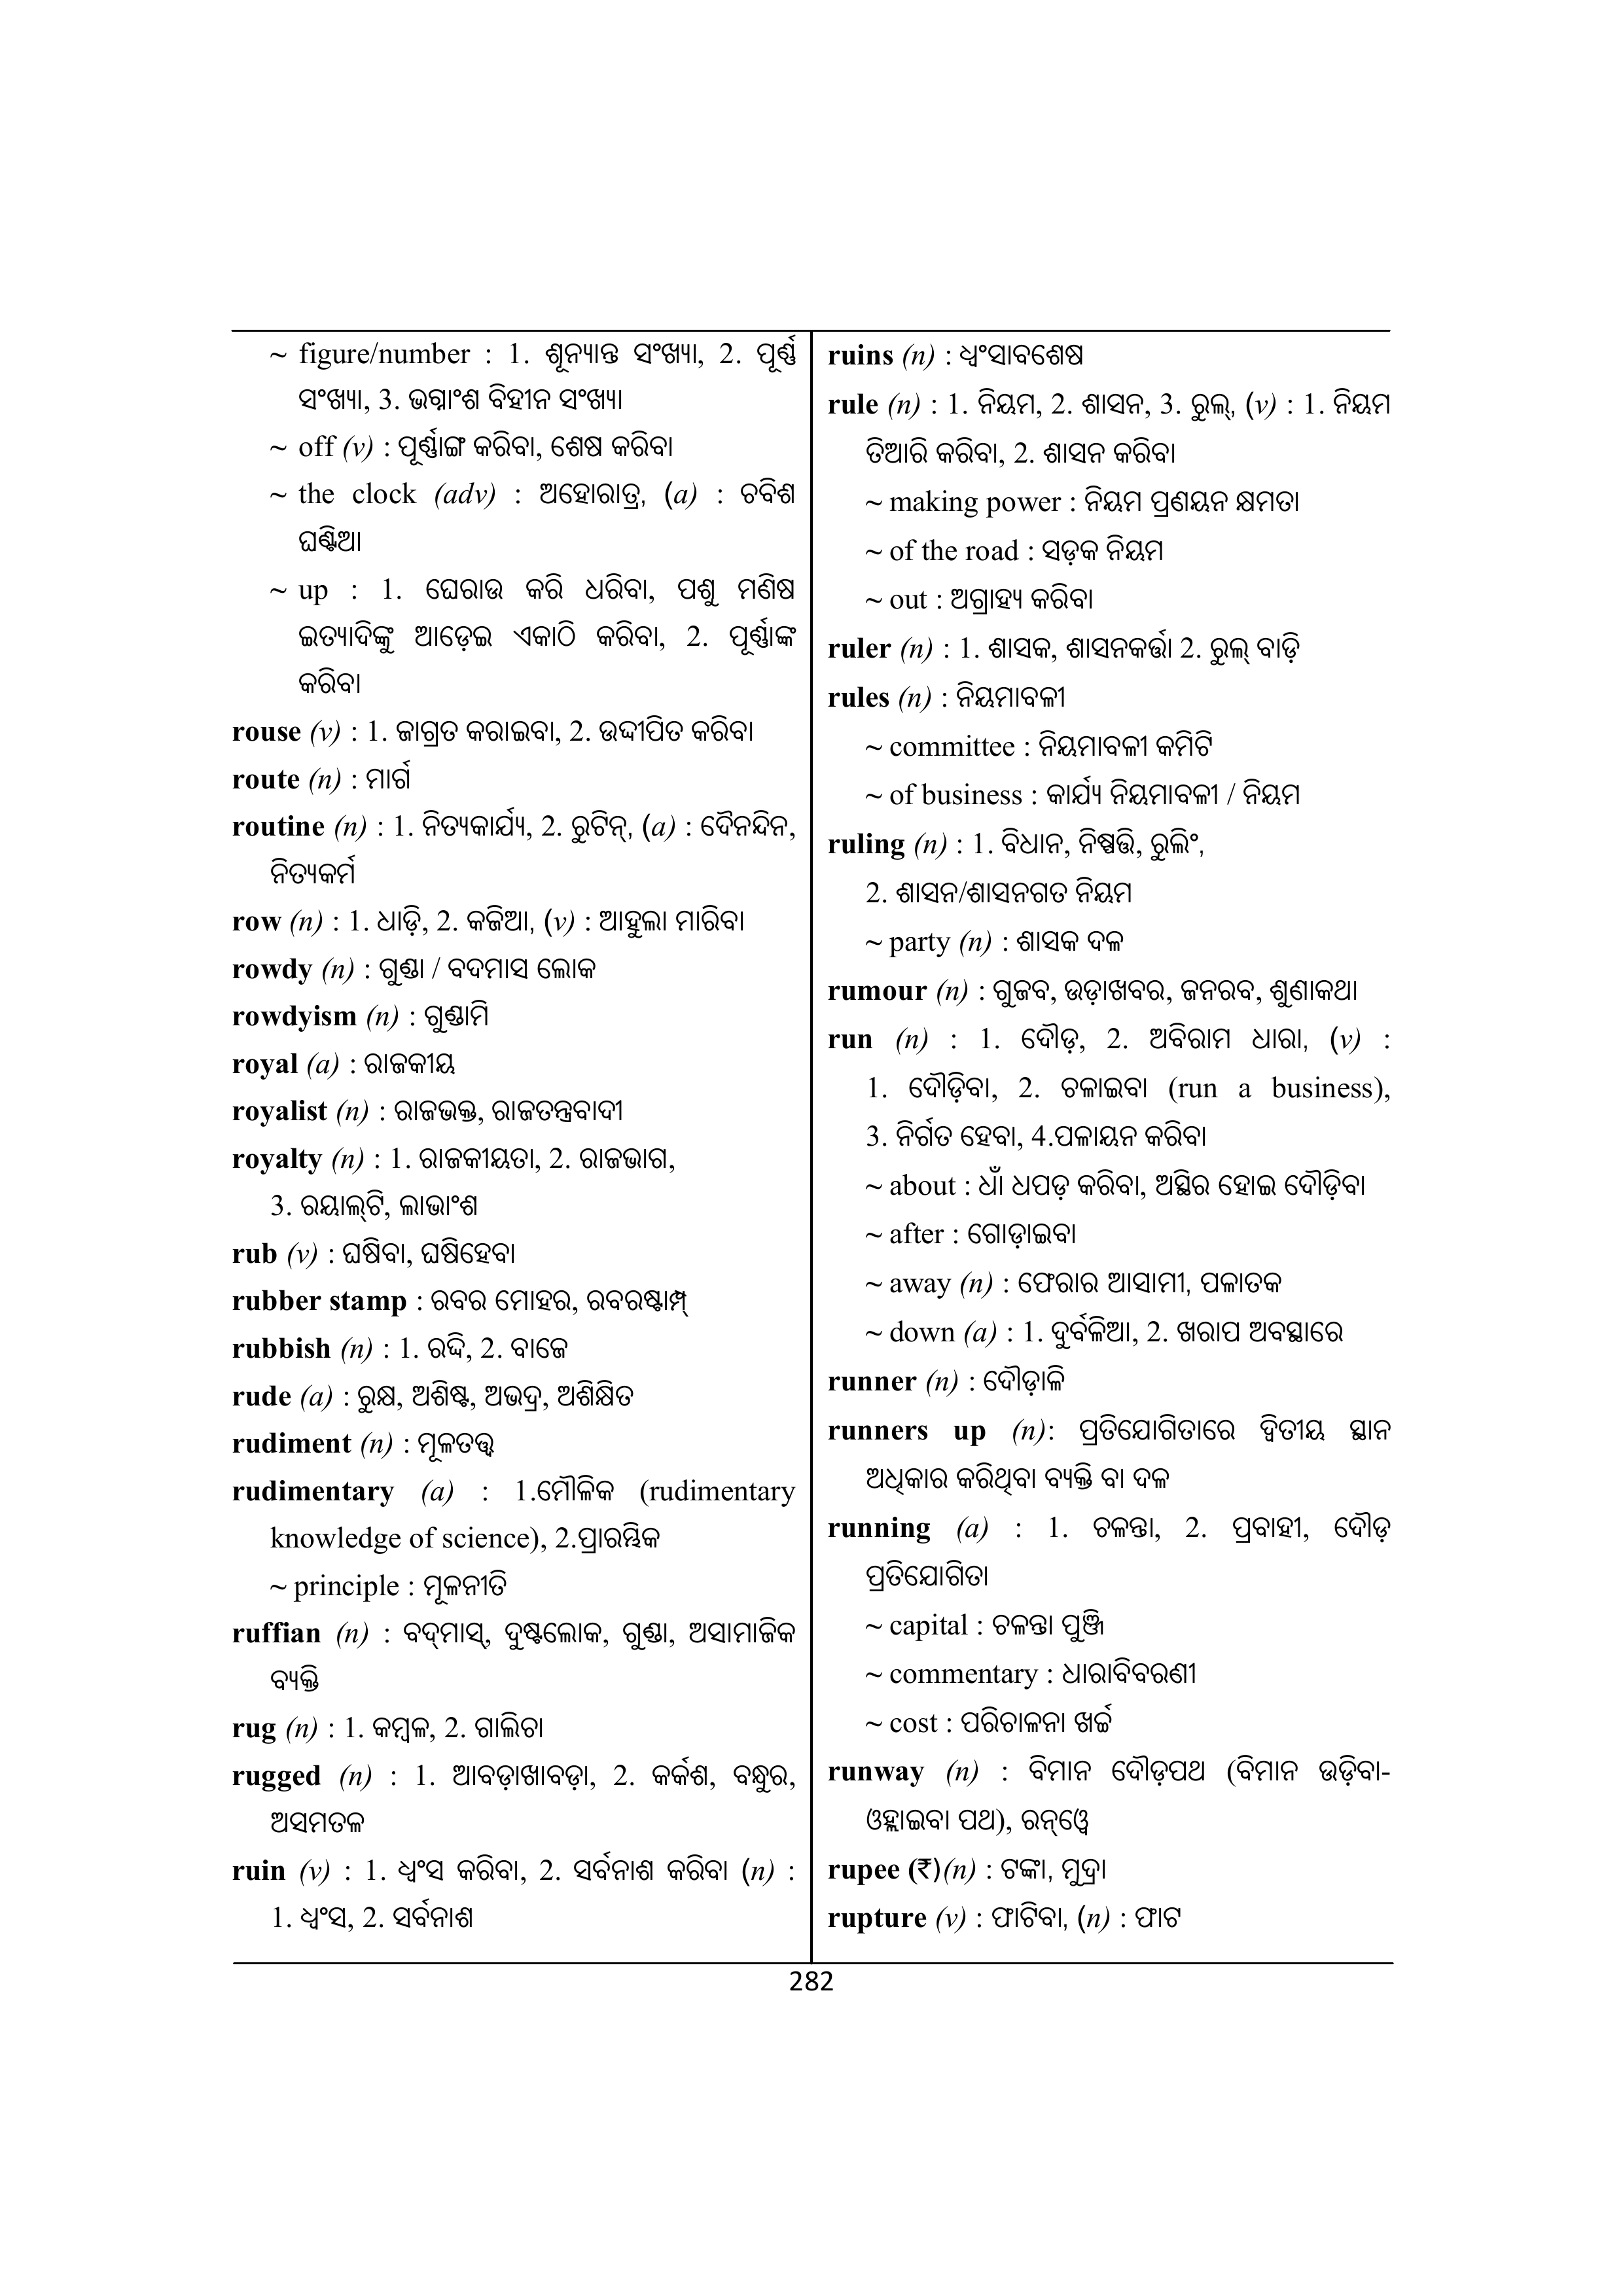 ~ figure/number : 1. ଶୂନ୍ୟାନ୍ତ ସଂଖ୍ୟା, 2. ପୂର୍ଣ୍ଣ
ସଂଖ୍ୟା, 3. ଭଗ୍ନାଂଶ ବିହୀନ ସଂଖ୍ୟା
~ off (v) : ପୂର୍ଣ୍ଣାଙ୍ଗ କରିବା, ଶେଷ କରିବା
~ the clock (adv) : ଅହୋରାତ୍ର, (a) : ଚବିଶ
ଘଣ୍ଟିଆ
~ up : 1. ଘେରାଉ କରି ଧରିବା, ପଶୁ ମଣିଷ
ଇତ୍ୟାଦିଙ୍କୁ ଆଡ଼େଇ ଏକାଠି କରିବା, 2. ପୂର୍ଣ୍ଣାଙ୍କ
କରିବା
rouse (v) : 1. ଜାଗ୍ରତ କରାଇବା, 2. ଉଦ୍ଦୀପିତ କରିବା
route (n) : ମାର୍ଗ
routine (n) : 1. ନିତ୍ୟକାର୍ଯ୍ୟ, 2. ରୁଟିନ୍, (a) : ଦୈନନ୍ଦିନ,
ନିତ୍ୟକର୍ମ
row (n) : 1. ଧାଡ଼ି, 2. କଜିଆ, (v) : ଆହୁଲା ମାରିବା
rowdy (n) : ଗୁଣ୍ଡା / ବଦମାସ ଲୋକ
rowdyism (n) : ଗୁଣ୍ଡାମି
royal (a) : ରାଜକୀୟ
royalist (n) : ରାଜଭକ୍ତ, ରାଜତନ୍ତ୍ରବାଦୀ
royalty (n) : 1. ରାଜକୀୟତା, 2. ରାଜଭାଗ,
3. ରୟାଲ୍‌ଟି, ଲାଭାଂଶ
rub (v) : ଘଷିବା, ଘଷିହେବା
rubber stamp : ରବର ମୋହର, ରବରଷ୍ଟାମ୍ପ୍
rubbish (n) : 1. ରଦ୍ଦି, 2. ବାଜେ
rude (a) : ରୁକ୍ଷ, ଅଶିଷ୍ଟ, ଅଭଦ୍ର, ଅଶିକ୍ଷିତ
rudiment (n) : ମୂଳତତ୍ତ୍ୱ
rudimentary (a) : 1.ମୌଳିକ (rudimentary
knowledge of science), 2.ପ୍ରାରମ୍ଭିକ
~ principle : ମୂଳନୀତି
ruffian (n) : ବଦ୍‌ମାସ୍, ଦୁଷ୍ଟଲୋକ, ଗୁଣ୍ଡା, ଅସାମାଜିକ
ବ୍ୟକ୍ତି
rug (n) : 1. କମ୍ବଳ, 2. ଗାଲିଚା
rugged (n) : 1. ଆବଡ଼ାଖାବଡ଼ା, 2. କର୍କଶ, ବନ୍ଧୁର,
ଅସମତଳ
ruin (v) : 1. ଧ୍ୱଂସ କରିବା, 2. ସର୍ବନାଶ କରିବା (n) :
1. ଧ୍ୱଂସ, 2. ସର୍ବନାଶ
ruins (n) : ଧ୍ୱଂସାବଶେଷ
rule (n) : 1. ନିୟମ, 2. ଶାସନ, 3. ରୁଲ୍, (v) : 1. ନିୟମ
ତିଆରି କରିବା, 2. ଶାସନ କରିବା
~ making power : ନିୟମ ପ୍ରଣୟନ କ୍ଷମତା
~ of the road : ସଡ଼କ ନିୟମ
~ out : ଅଗ୍ରାହ୍ୟ କରିବା
ruler (n) : 1. ଶାସକ, ଶାସନକର୍ତ୍ତା 2. ରୁଲ୍ ବାଡ଼ି
rules (n) : ନିୟମାବଳୀ
~ committee : ନିୟମାବଳୀ କମିଟି
~ of business : କାର୍ଯ୍ୟ ନିୟମାବଳୀ / ନିୟମ
ruling (n) : 1. ବିଧାନ, ନିଷ୍ପତ୍ତି, ରୁଲିଂ,
2. ଶାସନ/ଶାସନଗତ ନିୟମ
~ party (n) : ଶାସକ ଦଳ
rumour (n) : ଗୁଜବ, ଉଡ଼ାଖବର, ଜନରବ, ଶୁଣାକଥା
run (n) : 1. ଦୌଡ଼, 2. ଅବିରାମ ଧାରା, (v) :
1. ଦୌଡ଼ିବା, 2. ଚଳାଇବା (run a business),
3. ନିର୍ଗତ ହେବା, 4.ପଳାୟନ କରିବା
~ about : ଧାଁ ଧପଡ଼ କରିବା, ଅସ୍ଥିର ହୋଇ ଦୌଡ଼ିବା
~ after : ଗୋଡ଼ାଇବା
~ away (n) : ଫେରାର ଆସାମୀ, ପଳାତକ
~ down (a) : 1. ଦୁର୍ବଳିଆ, 2. ଖରାପ ଅବସ୍ଥାରେ
runner (n) : ଦୌଡ଼ାଳି
runners up (n): ପ୍ରତିଯୋଗିତାରେ ଦ୍ୱିତୀୟ ସ୍ଥାନ
ଅଧିକାର କରିଥିବା ବ୍ୟକ୍ତି ବା ଦଳ
running (a) : 1. ଚଳନ୍ତା, 2. ପ୍ରବାହୀ, ଦୌଡ଼
ପ୍ରତିଯୋଗିତା
~ capital : ଚଳନ୍ତା ପୁଞ୍ଜି
~ commentary : ଧାରାବିବରଣୀ
~ cost : ପରିଚାଳନା ଖର୍ଚ୍ଚ
runway (n) : ବିମାନ ଦୌଡ଼ପଥ (ବିମାନ ଉଡ଼ିବା-
ଓହ୍ଲାଇବା ପଥ), ରନ୍‌ୱେ
rupee (₹)(n) : ଟଙ୍କା, ମୁଦ୍ରା
rupture (v) : ଫାଟିବା, (n) : ଫାଟ
282